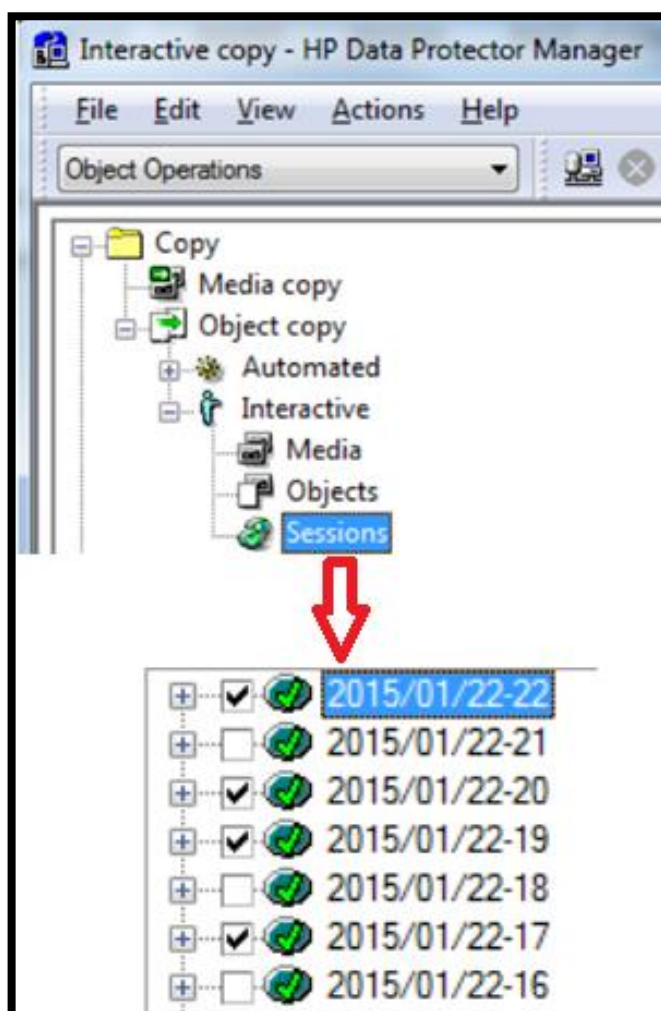 Interactive copy - HP Data Protector Manager
File Edit View Actions Help
Object Operations
Copy
Media copy
Object copy
Automated
Interactive
Media
Objects
Sessions
2015/01/22-22
2015/01/22-21
2015/01/22-20
2015/01/22-19
2015/01/22-18
2015/01/22-17
2015/01/22-16